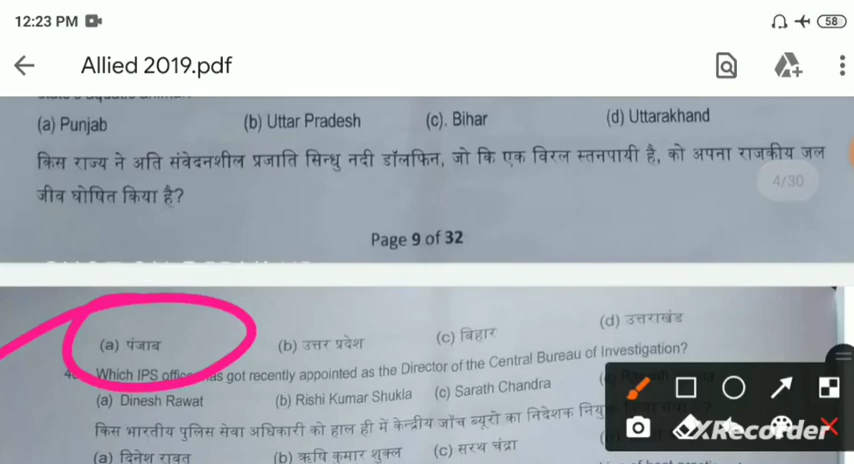 12:23 PM 58
Allied 2019.pdf
(a) Punjab (b) Uttar Pradesh (c). Bihar (d) Uttarakhand
किस राज्य ने अति संवेदनशील प्रजाति सिन्धु नदी डॉलफिन, जो कि एक विरल स्तनपायी है, को अपना राजकीय जल
जीव घोषित किया है?
4/30
Page 9 of 32
(a) पंजाब (b) उत्तर प्रदेश (c) बिहार (d) उत्तराखंड
Which IPS has got recently appointed as the Director of the Central Bureau of Investigation?
(a) Dinesh Rawat (b) Rishi Kumar Shukla (c) Sarath Chandra
किस भारतीय पुलिस सेवा अधिकारी को हाल ही में केन्द्रीय जाँच ब्यूरो का निदेशक
(a) दिनेश रावत (b) ऋषि कुमार शुक्ल (c) सरथ चंद्रा
XRecorder